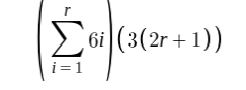 (∑_{i=1}^{r} 6i)(3(2r+1))